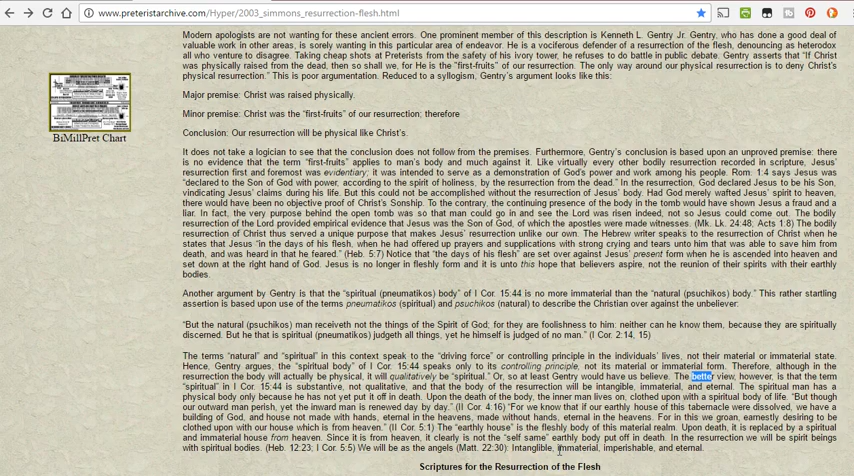 www.preteristarchive.com/Hyper/2003_simmons_resurrection-flesh.html
Modern apologists are not wanting for these ancient errors. One prominent member of this description is Kenneth L. Gentry Jr. Gentry, who has done a good deal of
valuable work in other areas, is sorely wanting in this particular area of endeavor. He is a vociferous defender of a resurrection of the flesh, denouncing as heterodox
all who venture to disagree. Taking cheap shots at Preterists from the safety of his ivory tower, he refuses to do battle in public debate. Gentry asserts that "If Christ
was physically raised from the dead, then so shall we, for He is the "first-fruits" of our resurrection. The only way around our physical resurrection is to deny Christ's
physical resurrection." This is poor argumentation. Reduced to a syllogism, Gentry's argument looks like this:
Major premise: Christ was raised physically.
Minor premise: Christ was the "first-fruits" of our resurrection; therefore
Conclusion: Our resurrection will be physical like Christ's.
BiMillPret Chart
It does not take a logician to see that the conclusion does not follow from the premises. Furthermore, Gentry's conclusion is based upon an unproved premise: there
is no evidence that the term "first-fruits" applies to man's body and much against it. Like virtually every other bodily resurrection recorded in scripture, Jesus'
resurrection first and foremost was evidentiary; it was intended to serve as a demonstration of God's power and work among his people. Rom. 1:4 says Jesus was
"declared to the Son of God with power, according to the spirit of holiness, by the resurrection from the dead." In the resurrection, God declared Jesus to be his Son,
vindicating Jesus' claims during his life. But this could not be accomplished without the resurrection of Jesus' body. Had God merely wafted Jesus' spirit to heaven,
there would have been no objective proof of Christ's Sonship. To the contrary, the continuing presence of the body in the tomb would have shown Jesus a fraud and a
liar. In fact, the very purpose behind the open tomb was so that man could go in and see the Lord was risen indeed, not so Jesus could come out. The bodily
resurrection of the Lord provided empirical evidence that Jesus was the Son of God, of which the apostles were made witnesses. (Mk. Lk. 24:48; Acts 1:8) The bodily
resurrection of Christ thus served a unique purpose that makes Jesus' resurrection unlike our own. The Hebrew writer speaks to the resurrection of Christ when he
states that Jesus "in the days of his flesh, when he had offered up prayers and supplications with strong crying and tears unto him that was able to save him from
death, and was heard in that he feared." (Heb. 5:7) Notice that "the days of his flesh" are set over against Jesus' present form when he is ascended into heaven and
set down at the right hand of God. Jesus is no longer in fleshly form and it is unto this hope that believers aspire, not the reunion of their spirits with their earthly
bodies.
Another argument by Gentry is that the "spiritual (pneumatikos) body" of I Cor. 15:44 is no more immaterial than the "natural (psuchikos) body." This rather startling
assertion is based upon use of the terms pneumatikos (spiritual) and psuchikos (natural) to describe the Christian over against the unbeliever:
"But the natural (psuchikos) man receiveth not the things of the Spirit of God; for they are foolishness to him: neither can he know them, because they are spiritually
discerned. But he that is spiritual (pneumatikos) judgeth all things, yet he himself is judged of no man." (I Cor. 2:14, 15)
The terms "natural" and "spiritual" in this context speak to the "driving force" or controlling principle in the individuals' lives, not their material or immaterial state.
Hence, Gentry argues, the "spiritual body" of I Cor. 15:44 speaks only to its controlling principle, not its material or immaterial form. Therefore, although in the
resurrection the body will actually be physical, it will qualitatively be "spiritual." Or, so at least Gentry would have us believe. The better view, however, is that the term
"spiritual" in I Cor. 15:44 is substantive, not qualitative, and that the body of the resurrection will be intangible, immaterial, and eternal. The spiritual man has a
physical body only because he has not yet put it off in death. Upon the death of the body, the inner man lives on, clothed upon with a spiritual body of life. "But though
our outward man perish, yet the inward man is renewed day by day." (II Cor. 4:16) "For we know that if our earthly house of this tabernacle were dissolved, we have a
building of God, and house not made with hands, eternal in the heavens, made without hands, eternal in the heavens. For in this we groan, earnestly desiring to be
clothed upon with our house which is from heaven." (II Cor. 5:1) The "earthly house" is the fleshly body of this material realm. Upon death, it is replaced by a spiritual
and immaterial house from heaven. Since it is from heaven, it clearly is not the "self same" earthly body put off in death. In the resurrection we will be spirit beings
with spiritual bodies. (Heb. 12:23; I Cor. 5:5) We will be as the angels (Matt. 22:30): Intangible, immaterial, imperishable, and eternal.
Scriptures for the Resurrection of the Flesh